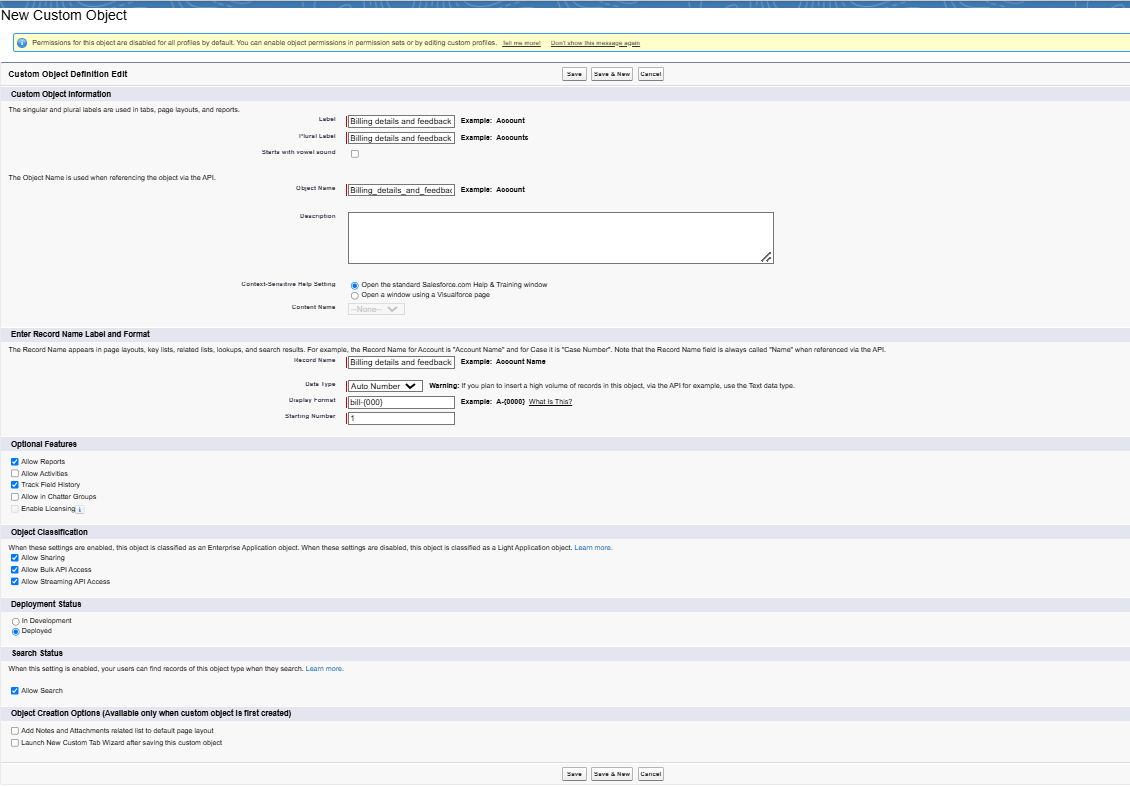 New Custom Object
Permissions for this object are disabled for all profiles by default. You can enable object permissions in permission sets or by editing custom profiles. Tell me more! Don't show this message again
Custom Object Definition Edit Save Save & New Cancel
Custom Object Information
The singular and plural labels are used in tabs, page layouts, and reports.
Label Billing details and feedback Example: Account
Plural Label Billing details and feedback Example: Accounts
Starts with vowel sound
The Object Name is used when referencing the object via the API.
Object Name Billing_details_and_feedbac Example: Account
Description
Context-Sensitive Help Setting Open the standard Salesforce.com Help & Training window
Open a window using a Visualforce page
Content Name --None--
Enter Record Name Label and Format
The Record Name appears in page layouts, key lists, related lists, lookups, and search results. For example, the Record Name for Account is "Account Name" and for Case it is "Case Number". Note that the Record Name field is always called "Name" when referenced via the API.
Record Name Billing details and feedback Example: Account Name
Data Type Auto Number Warning: If you plan to insert a high volume of records in this object, via the API for example, use the Text data type.
Display Format bill-{000} Example: A-{0000} What Is This?
Starting Number 1
Optional Features
Allow Reports
Allow Activities
Track Field History
Allow in Chatter Groups
Enable Licensing i
Object Classification
When these settings are enabled, this object is classified as an Enterprise Application object. When these settings are disabled, this object is classified as a Light Application object. Learn more.
Allow Sharing
Allow Bulk API Access
Allow Streaming API Access
Deployment Status
In Development
Deployed
Search Status
When this setting is enabled, your users can find records of this object type when they search. Learn more.
Allow Search
Object Creation Options (Available only when custom object is first created)
Add Notes and Attachments related list to default page layout
Launch New Custom Tab Wizard after saving this custom object
Save Save & New Cancel